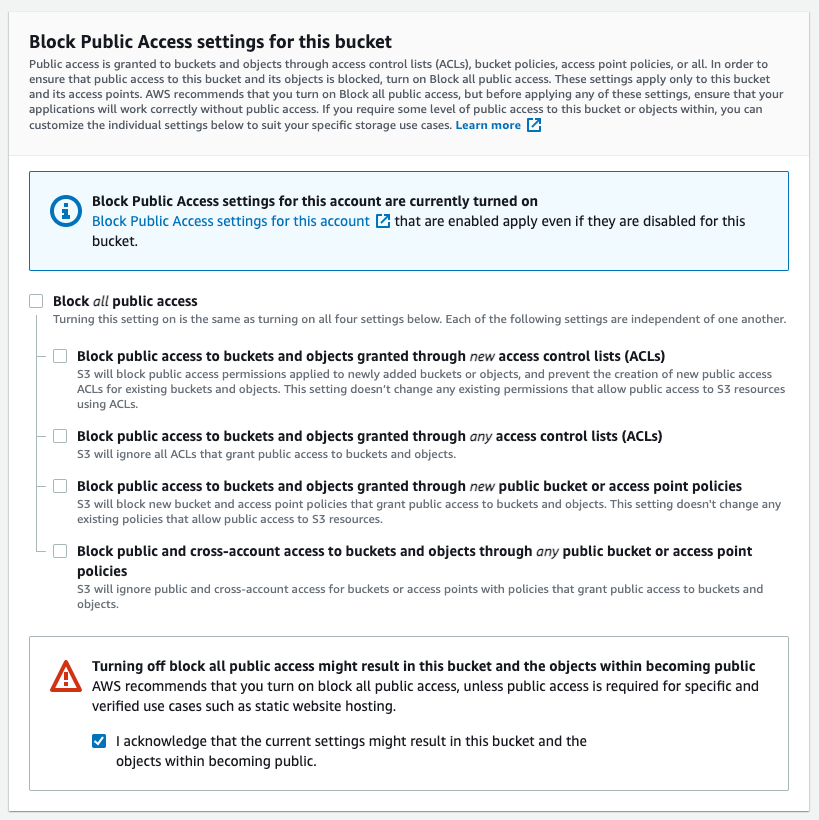 Block Public Access settings for this bucket
Public access is granted to buckets and objects through access control lists (ACLs), bucket policies, access point policies, or all. In order to
ensure that public access to this bucket and its objects is blocked, turn on Block all public access. These settings apply only to this bucket
and its access points. AWS recommends that you turn on Block all public access, but before applying any of these settings, ensure that your
applications will work correctly without public access. If you require some level of public access to this bucket or objects within, you can
customize the individual settings below to suit your specific storage use cases. Learn more
Block Public Access settings for this account are currently turned on
Block Public Access settings for this account that are enabled apply even if they are disabled for this
bucket.
Block all public access
Turning this setting on is the same as turning on all four settings below. Each of the following settings are independent of one another.
Block public access to buckets and objects granted through new access control lists (ACLs)
S3 will block public access permissions applied to newly added buckets or objects, and prevent the creation of new public access
ACLs for existing buckets and objects. This setting doesn't change any existing permissions that allow public access to S3 resources
using ACLs.
Block public access to buckets and objects granted through any access control lists (ACLs)
S3 will ignore all ACLs that grant public access to buckets and objects.
Block public access to buckets and objects granted through new public bucket or access point policies
S3 will block new bucket and access point policies that grant public access to buckets and objects. This setting doesn't change any
existing policies that allow public access to S3 resources.
Block public and cross-account access to buckets and objects through any public bucket or access point
policies
S3 will ignore public and cross-account access for buckets or access points with policies that grant public access to buckets and
objects.
Turning off block all public access might result in this bucket and the objects within becoming public
AWS recommends that you turn on block all public access, unless public access is required for specific and
verified use cases such as static website hosting.
I acknowledge that the current settings might result in this bucket and the
objects within becoming public.